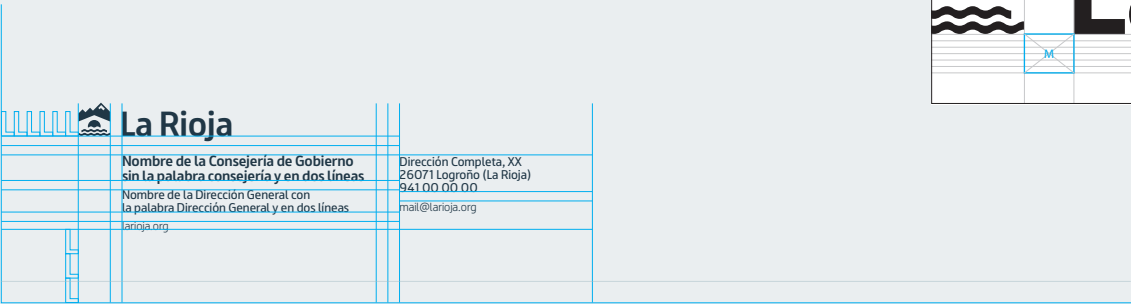 M
La Rioja
Nombre de la Consejería de Gobierno
sin la palabra consejería y en dos líneas
Nombre de la Dirección General con
la palabra Dirección General y en dos líneas
larioja.org
Dirección Completa, XX
26071 Logroño (La Rioja)
941 00 00 00
mail@larioja.org